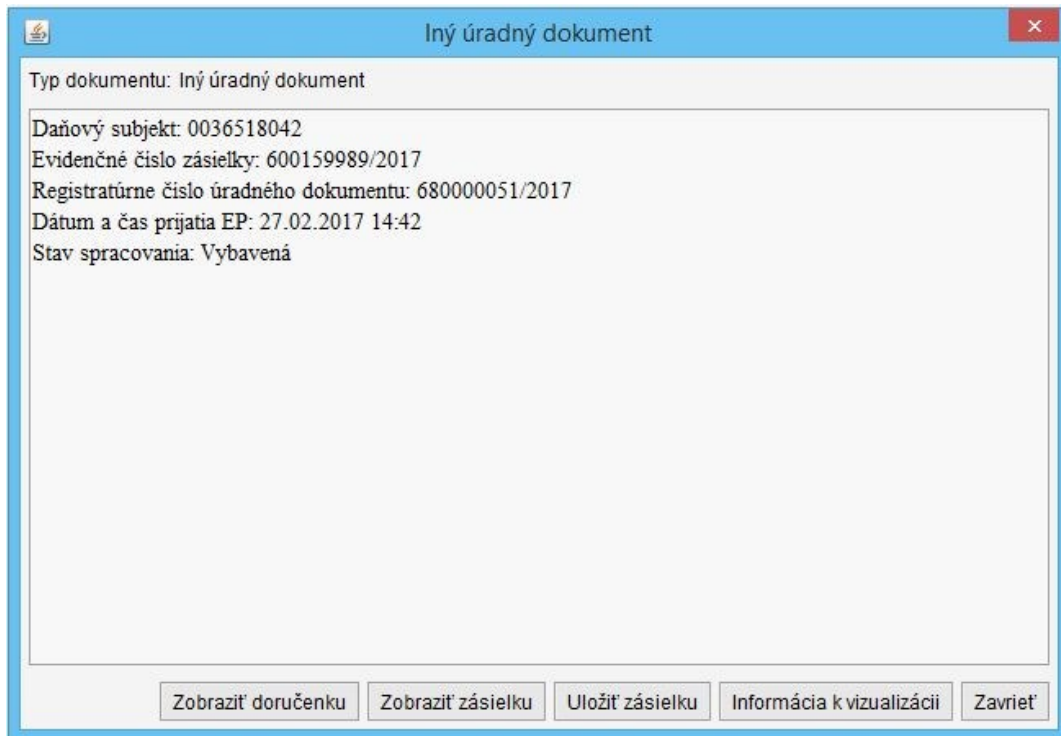 Iný úradný dokument
Typ dokumentu: Iný úradný dokument
Daňový subjekt: 0036518042
Evidenčné číslo zásielky: 600159989/2017
Registratúrne číslo úradného dokumentu: 680000051/2017
Dátum a čas prijatia EP: 27.02.2017 14:42
Stav spracovania: Vybavená
Zobraziť doručenku Zobraziť zásielku Uložiť zásielku Informácia k vizualizácii Zavrieť